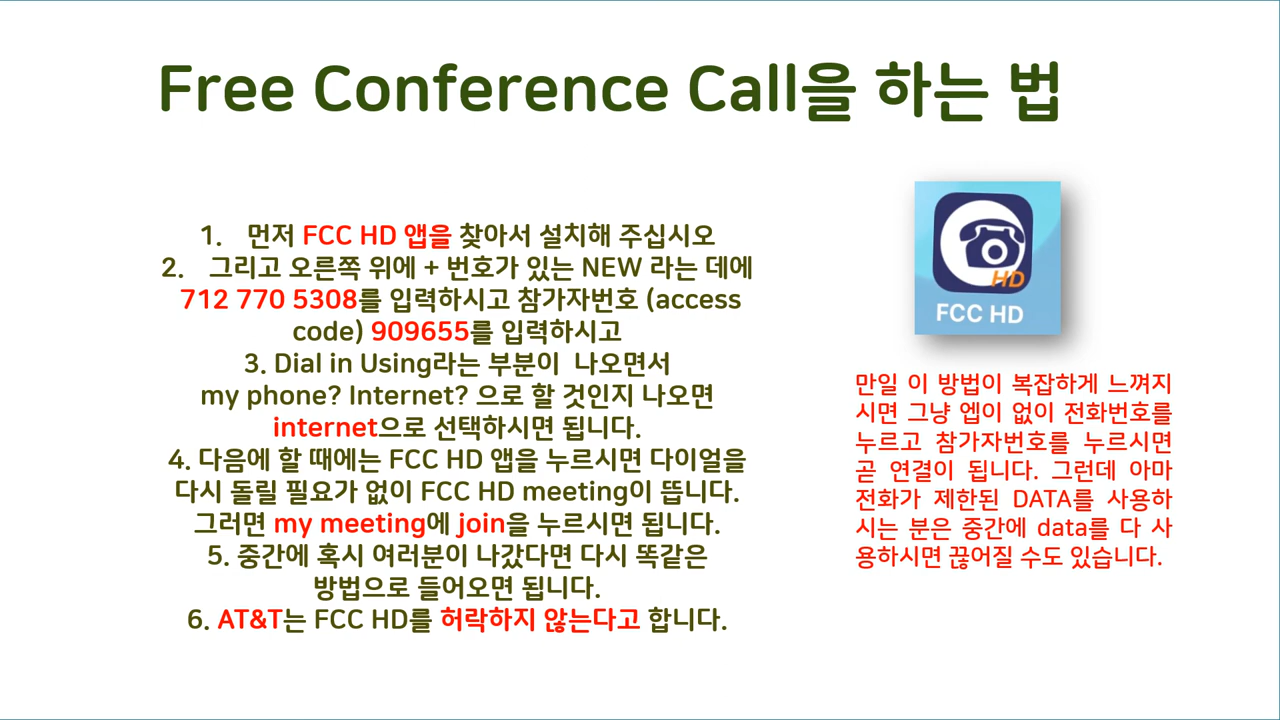 Free Conference Call을 하는 법
1. 먼저 FCC HD 앱을 찾아서 설치해 주십시오
2. 그리고 오른쪽 위에 + 번호가 있는 NEW 라는 데에
712 770 5308를 입력하시고 참가자번호 (access
code) 909655를 입력하시고
3. Dial in Using라는 부분이 나오면서
my phone? Internet? 으로 할 것인지 나오면
internet으로 선택하시면 됩니다.
4. 다음에 할 때에는 FCC HD 앱을 누르시면 다이얼을
다시 돌릴 필요가 없이 FCC HD meeting이 뜹니다.
그러면 my meeting에 join을 누르시면 됩니다.
5. 중간에 혹시 여러분이 나갔다면 다시 똑같은
방법으로 들어오면 됩니다.
6. AT&T는 FCC HD를 허락하지 않는다고 합니다.
HD
FCC HD
만일 이 방법이 복잡하게 느껴지
시면 그냥 엡이 없이 전화번호를
누르고 참가자번호를 누르시면
곧 연결이 됩니다. 그런데 아마
전화가 제한된 DATA를 사용하
시는 분은 중간에 data를 다 사
용하시면 끊어질 수도 있습니다.